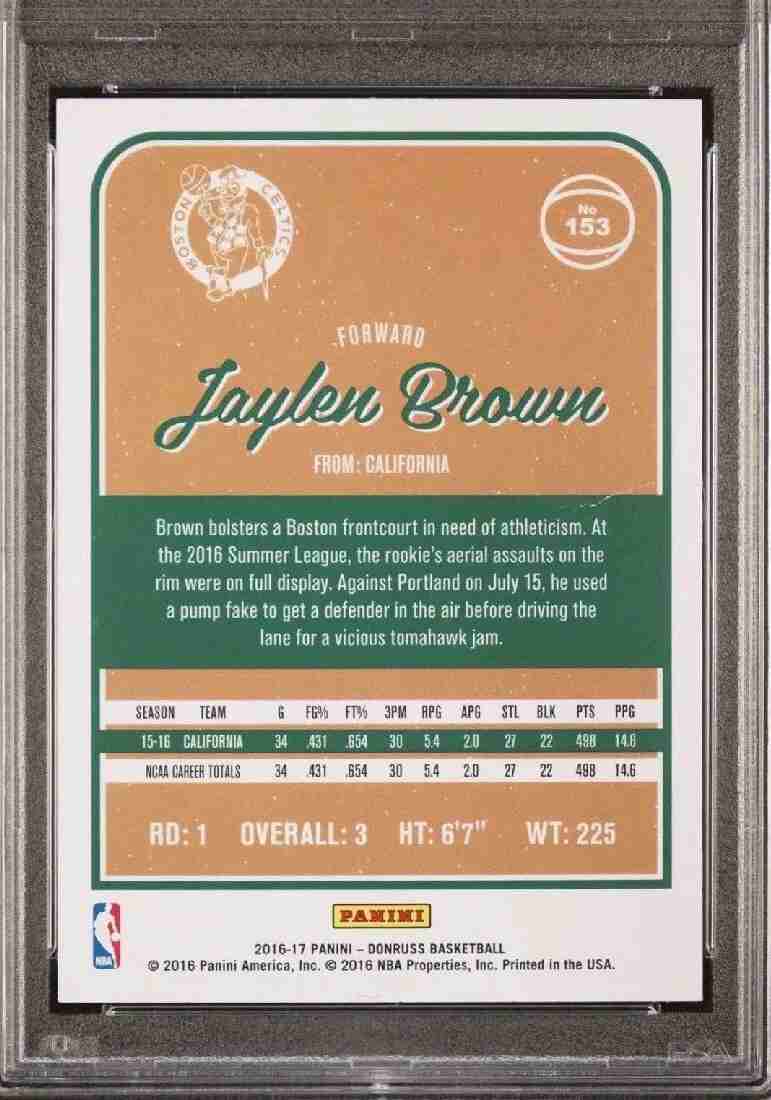 BOSTON CELTICS
No
153
FORWARD
Jaylen Brown
FROM: CALIFORNIA
Brown bolsters a Boston frontcourt in need of athleticism. At
the 2016 Summer League, the rookie's aerial assaults on the
rim were on full display. Against Portland on July 15, he used
a pump fake to get a defender in the air before driving the
lane for a vicious tomahawk jam.
SEASON TEAM G FG% FT% 3PM RPG APG STL BLK PTS PPG
15-16 CALIFORNIA 34 .431 .654 30 5.4 2.0 27 22 498 14.6
NCAA CAREER TOTALS 34 .431 .654 30 5.4 2.0 27 22 498 14.6
RD: 1 OVERALL: 3 HT: 6'7" WT: 225
PANINI
NBA
2016-17 PANINI – DONRUSS BASKETBALL
© 2016 Panini America, Inc. © 2016 NBA Properties, Inc. Printed in the USA.